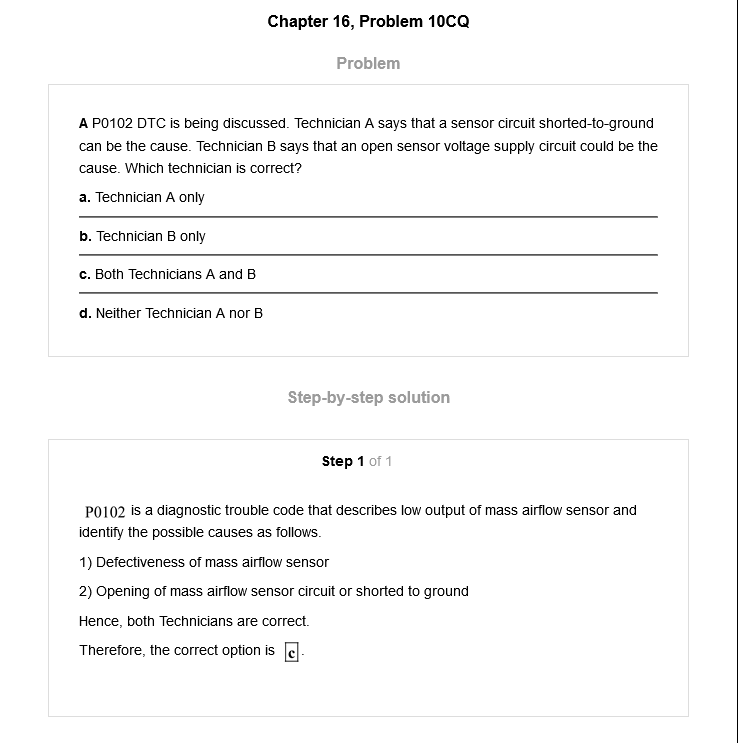 Chapter 16, Problem 10CQ
Problem
A P0102 DTC is being discussed. Technician A says that a sensor circuit shorted-to-ground
can be the cause. Technician B says that an open sensor voltage supply circuit could be the
cause. Which technician is correct?
a. Technician A only
b. Technician B only
c. Both Technicians A and B
d. Neither Technician A nor B
Step-by-step solution
Step 1 of 1
P0102 is a diagnostic trouble code that describes low output of mass airflow sensor and
identify the possible causes as follows.
1) Defectiveness of mass airflow sensor
2) Opening of mass airflow sensor circuit or shorted to ground
Hence, both Technicians are correct.
Therefore, the correct option is c.